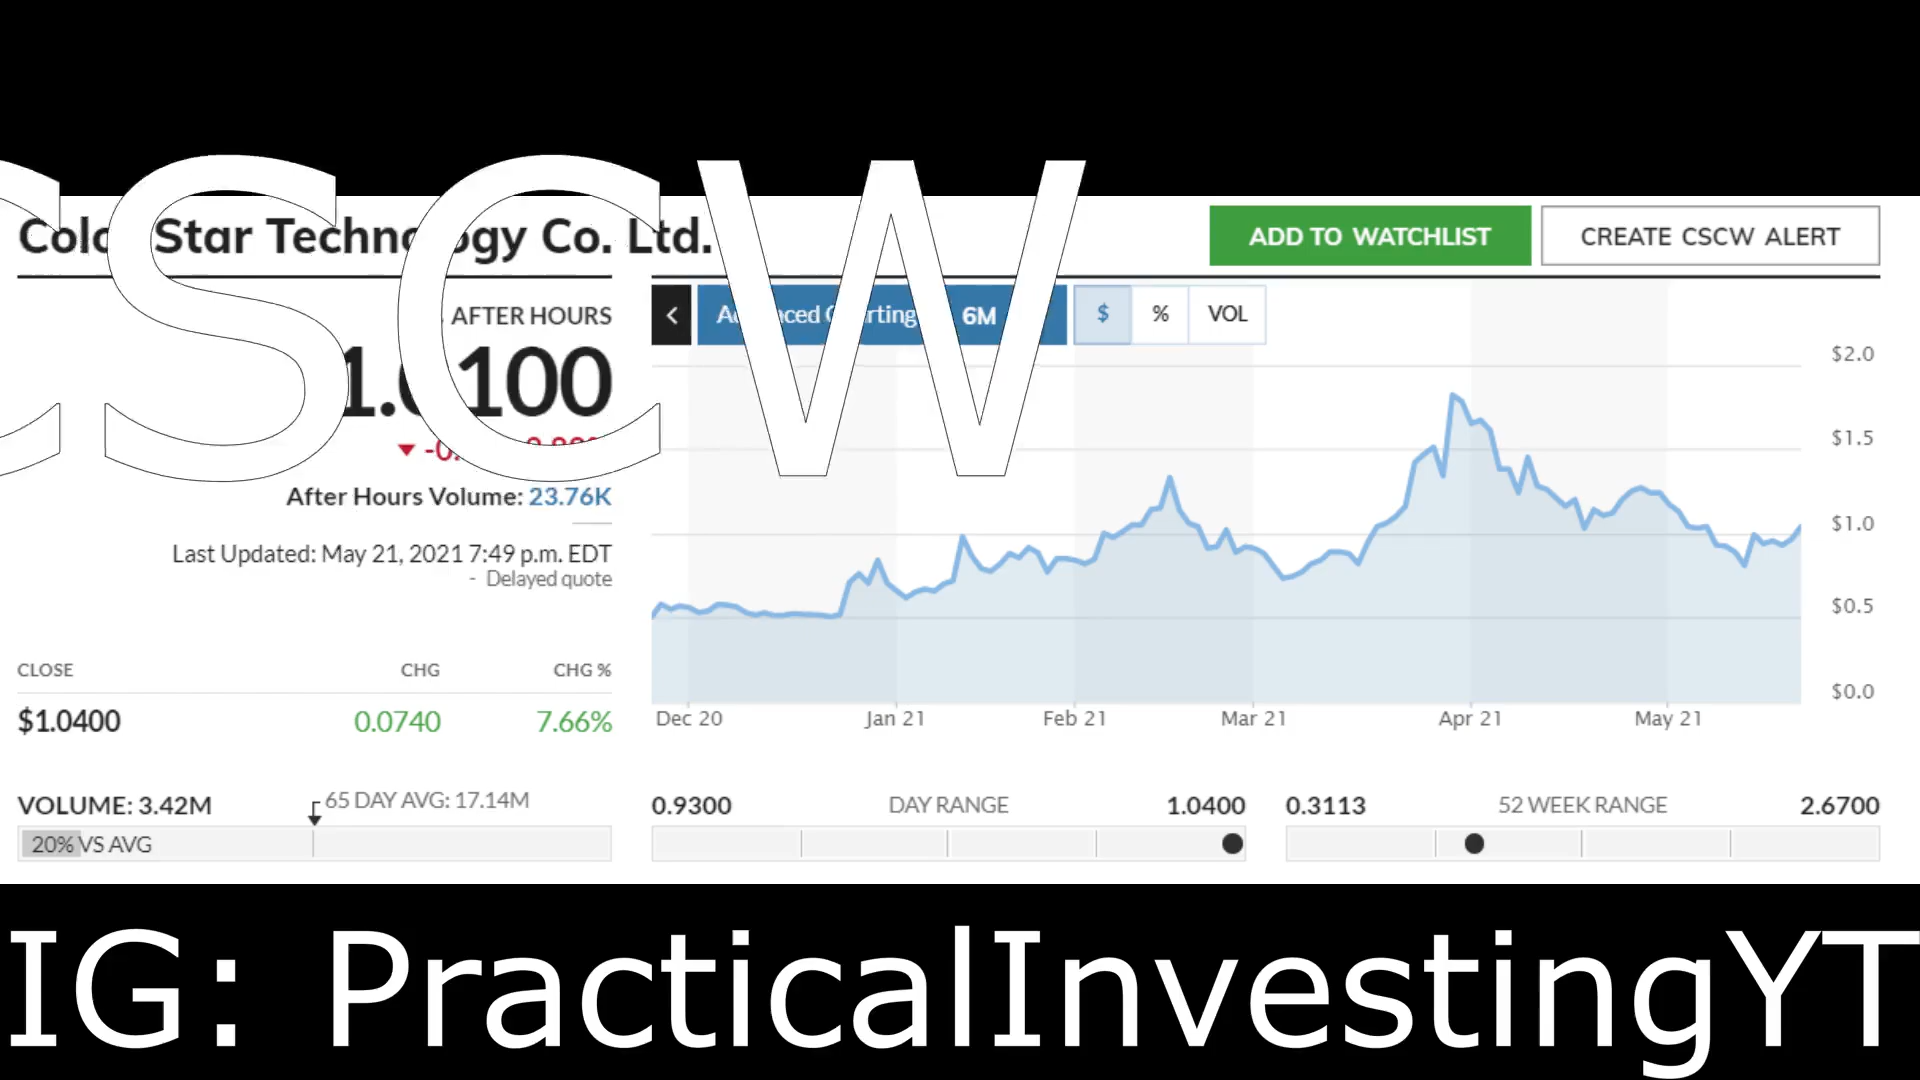 CSCW
Star Co. Ltd.
ADD TO WATCHLIST
CREATE CSCW ALERT
AFTER HOURS
6M
$ % VOL
After Hours Volume: 23.76K
Last Updated: May 21, 2021 7:49 p.m. EDT
- Delayed quote
$2.0
$1.5
$1.0
$0.5
$0.0
Dec 20 Jan 21 Feb 21 Mar 21 Apr 21 May 21
CLOSE CHG CHG %
$1.0400 0.0740 7.66%
VOLUME: 3.42M 65 DAY AVG: 17.14M
20% VS AVG
0.9300 DAY RANGE 1.0400
0.3113 52 WEEK RANGE 2.6700
IG: PracticalInvestingYT